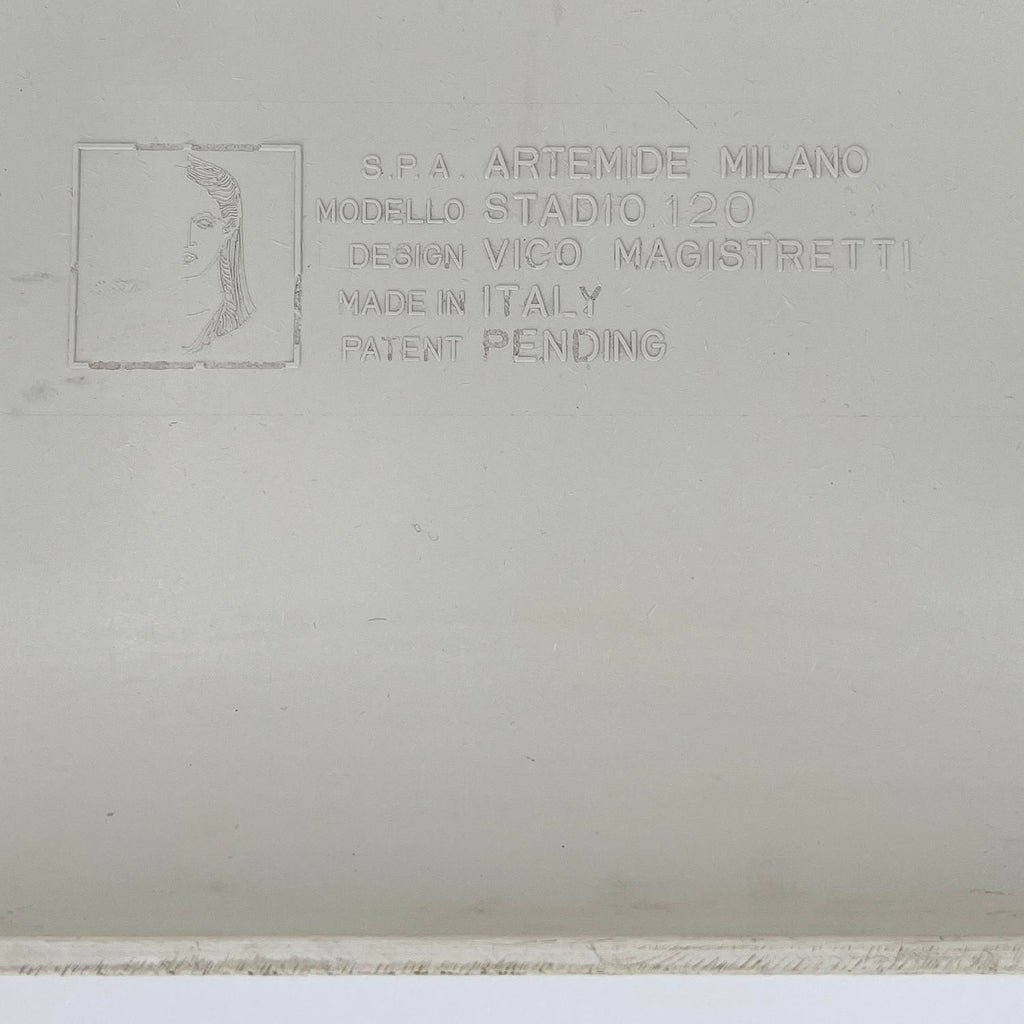 S.P.A. ARTEMIDE MILANO
MODELLO STADIO 120
DESIGN VICO MAGISTRETTI
MADE IN ITALY
PATENT PENDING